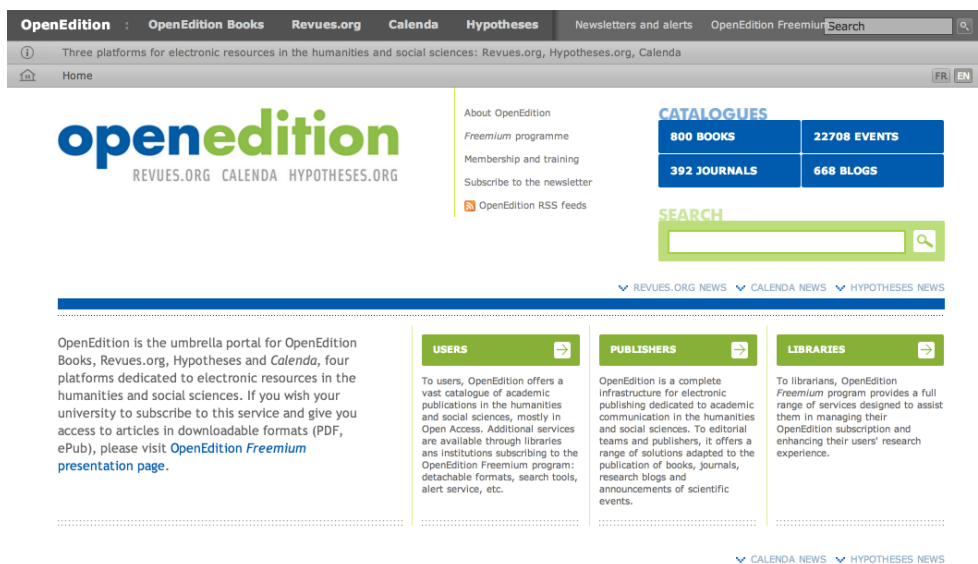 OpenEdition : OpenEdition Books Revues.org Calenda Hypotheses Newsletters and alerts OpenEdition Freemium Search
Three platforms for electronic resources in the humanities and social sciences: Revues.org, Hypotheses.org, Calenda
Home FR EN
openedition
REVUES.ORG CALENDA HYPOTHESES.ORG
About OpenEdition
Freemium programme
Membership and training
Subscribe to the newsletter
OpenEdition RSS feeds
CATALOGUES
800 BOOKS 22708 EVENTS
392 JOURNALS 668 BLOGS
SEARCH
REVUES.ORG NEWS CALENDA NEWS HYPOTHESES NEWS
OpenEdition is the umbrella portal for OpenEdition
Books, Revues.org, Hypotheses and Calenda, four
platforms dedicated to electronic resources in the
humanities and social sciences. If you wish your
university to subscribe to this service and give you
access to articles in downloadable formats (PDF,
ePub), please visit OpenEdition Freemium
presentation page.
USERS
To users, OpenEdition offers a
vast catalogue of academic
publications in the humanities
and social sciences, mostly in
Open Access. Additional services
are available through libraries
ans institutions subscribing to the
OpenEdition Freemium program:
detachable formats, search tools,
alert service, etc.
PUBLISHERS
OpenEdition is a complete
infrastructure for electronic
publishing dedicated to academic
communication in the humanities
and social sciences. To editorial
teams and publishers, it offers a
range of solutions adapted to the
publication of books, journals,
research blogs and
announcements of scientific
events.
LIBRARIES
To librarians, OpenEdition
Freemium program provides a full
range of services designed to assist
them in managing their
OpenEdition subscription and
enhancing their users' research
experience.
CALENDA NEWS HYPOTHESES NEWS